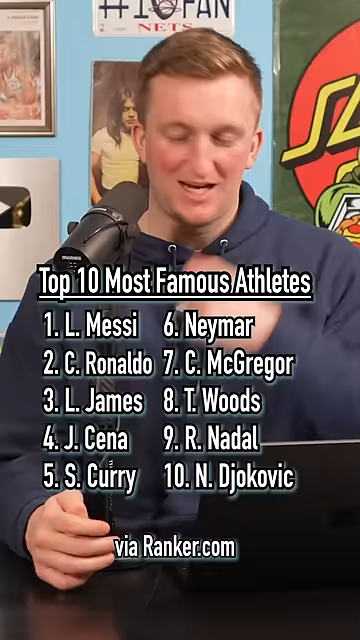 #1 FAN
NETS
Top 10 Most Famous Athletes
1. L. Messi
2. C. Ronaldo
3. L. James
4. J. Cena
5. S. Curry
6. Neymar
7. C. McGregor
8. T. Woods
9. R. Nadal
10. N. Djokovic
via Ranker.com